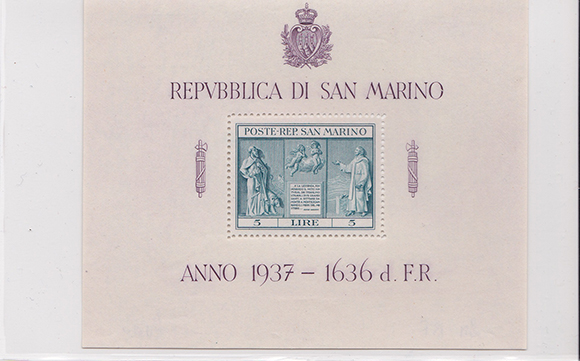 REPVBBLICA DI SAN MARINO
POSTE-REP. SAN MARINO
5 LIRE 5
ANNO 1937 – 1636 d. F.R.